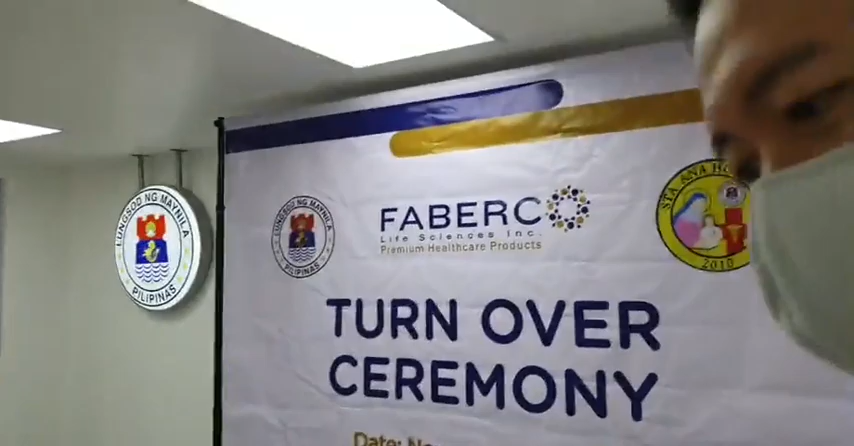 LUNGSOD NG MAYNILA
PILIPINAS
LUNGSOD NG MAYNILA
PILIPINAS
FABERCO
Life Sciences Inc.
Premium Healthcare Products
STA ANA
2010
TURN OVER
CEREMONY
Date: